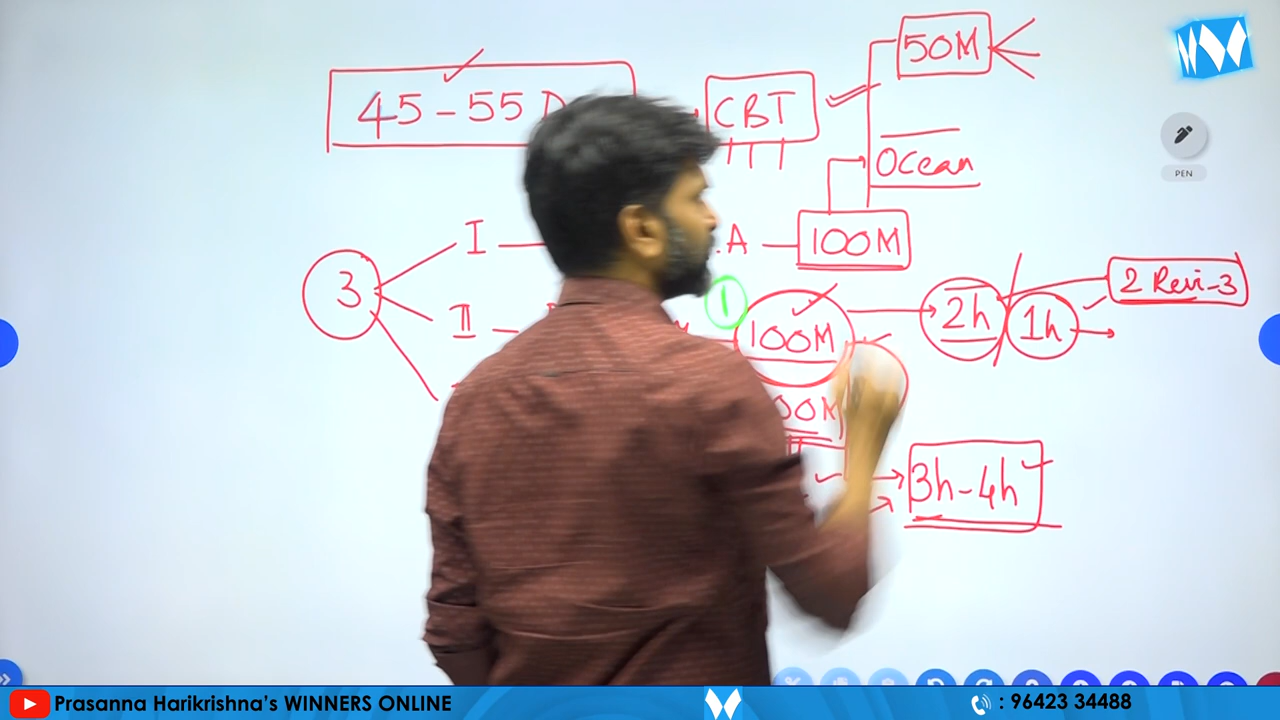 50M
45-55 D
CBT
Ocean
I
.A
100M
PEN
3
II
1
100M
2h
1h
2 Revi-3
00M
3h-4h
Prasanna Harikrishna's WINNERS ONLINE
: 96423 34488